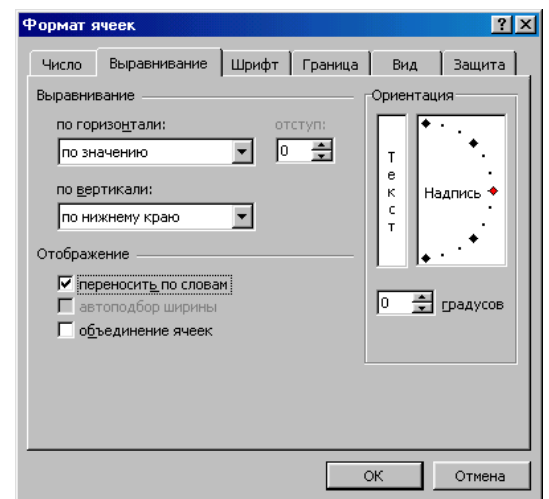 Формат ячеек
Число Выравнивание Шрифт Граница Вид Защита
Выравнивание
по горизонтали: отступ:
по значению 0
по вертикали:
по нижнему краю
Отображение
переносить по словам
автоподбор ширины
объединение ячеек
Ориентация
Текст
Надпись
0 градусов
ОК Отмена